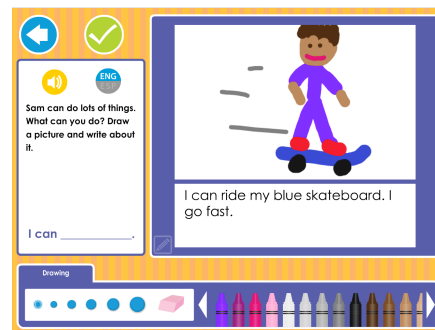 ENG
ESP
Sam can do lots of things.
What can you do? Draw
a picture and write about
it.
I can ____________.
I can ride my blue skateboard. I
go fast.
Drawing